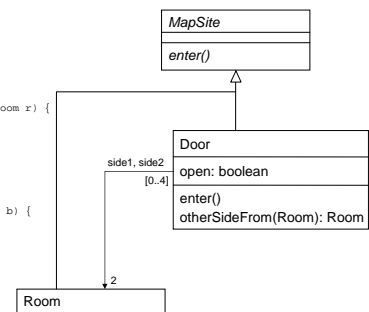 MapSite
enter()
oom r) {
Door
side1, side2
open: boolean
[0..4]
enter()
b) {
otherSideFrom(Room): Room
2
Room